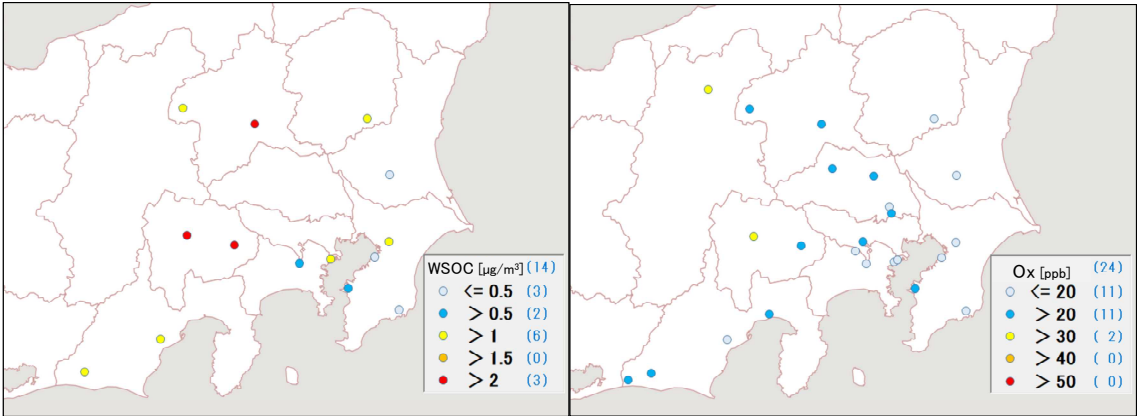 WSOC [μg/m³] (14)
<= 0.5 (3)
> 0.5 (2)
> 1 (6)
> 1.5 (0)
> 2 (3)
Ox [ppb] (24)
<= 20 (11)
> 20 (11)
> 30 ( 2)
> 40 ( 0)
> 50 ( 0)